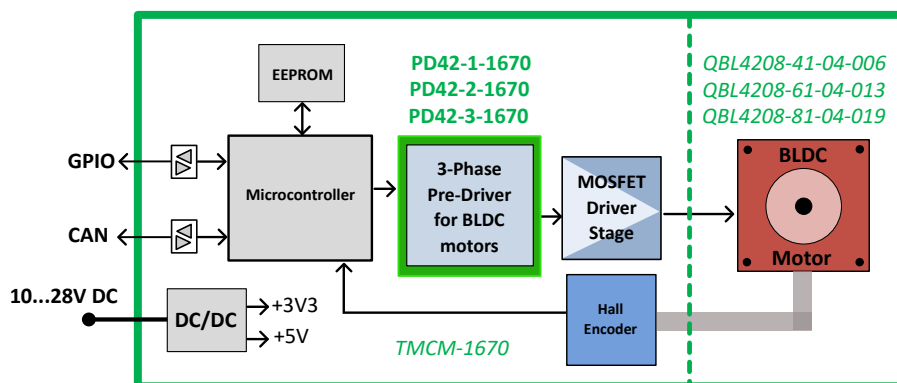 PD42-1-1670
PD42-2-1670
PD42-3-1670
QBL4208-41-04-006
QBL4208-61-04-013
QBL4208-81-04-019
EEPROM
GPIO
CAN
Microcontroller
3-Phase
Pre-Driver
for BLDC
motors
MOSFET
Driver
Stage
BLDC
Motor
10...28V DC
DC/DC
+3V3
+5V
Hall
Encoder
TMCM-1670